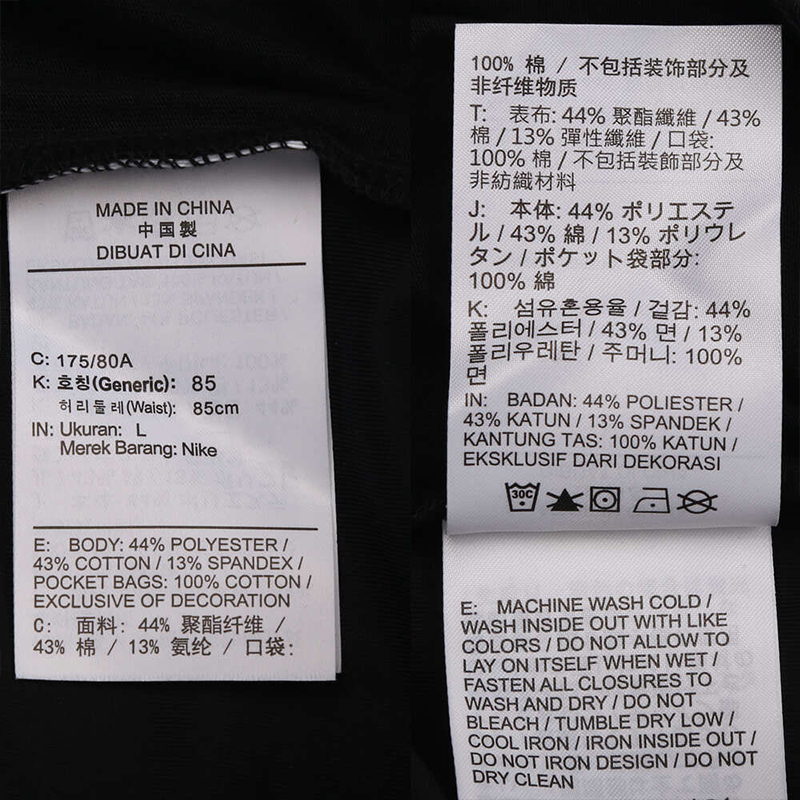 MADE IN CHINA
中国製
DIBUAT DI CINA
C: 175/80A
K: 호칭(Generic): 85
허리둘레(Waist): 85cm
IN: Ukuran: L
Merek Barang: Nike
E: BODY: 44% POLYESTER /
43% COTTON / 13% SPANDEX /
POCKET BAGS: 100% COTTON /
EXCLUSIVE OF DECORATION
C: 面料: 44% 聚酯纤维 /
43% 棉 / 13% 氨纶 / 口袋:
100% 棉 / 不包括装饰部分及
非纤维物质
T: 表布: 44% 聚酯纖維 / 43%
棉 / 13% 彈性纖維 / 口袋:
100% 棉 / 不包括裝飾部分及
非紡織材料
J: 本体: 44% ポリエステ
ル / 43% 綿 / 13% ポリウレ
タン / ポケット袋部分:
100% 綿
K: 섬유혼용율 / 겉감: 44%
폴리에스터 / 43% 면 / 13%
폴리우레탄 / 주머니: 100%
면
IN: BADAN: 44% POLIESTER /
43% KATUN / 13% SPANDEK /
KANTUNG TAS: 100% KATUN /
EKSKLUSIF DARI DEKORASI
30C
E: MACHINE WASH COLD /
WASH INSIDE OUT WITH LIKE
COLORS / DO NOT ALLOW TO
LAY ON ITSELF WHEN WET /
FASTEN ALL CLOSURES TO
WASH AND DRY / DO NOT
BLEACH / TUMBLE DRY LOW /
COOL IRON / IRON INSIDE OUT /
DO NOT IRON DESIGN / DO NOT
DRY CLEAN